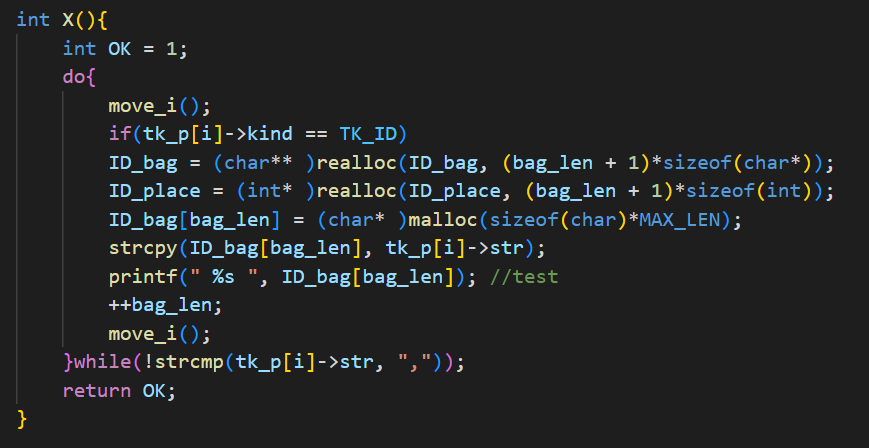 int X(){
    int OK = 1;
    do{
        move_i();
        if(tk_p[i]->kind == TK_ID)
        ID_bag = (char** )realloc(ID_bag, (bag_len + 1)*sizeof(char*));
        ID_place = (int* )realloc(ID_place, (bag_len + 1)*sizeof(int));
        ID_bag[bag_len] = (char* )malloc(sizeof(char)*MAX_LEN);
        strcpy(ID_bag[bag_len], tk_p[i]->str);
        printf(" %s ", ID_bag[bag_len]); //test
        ++bag_len;
        move_i();
    }while(!strcmp(tk_p[i]->str, ","));
    return OK;
}